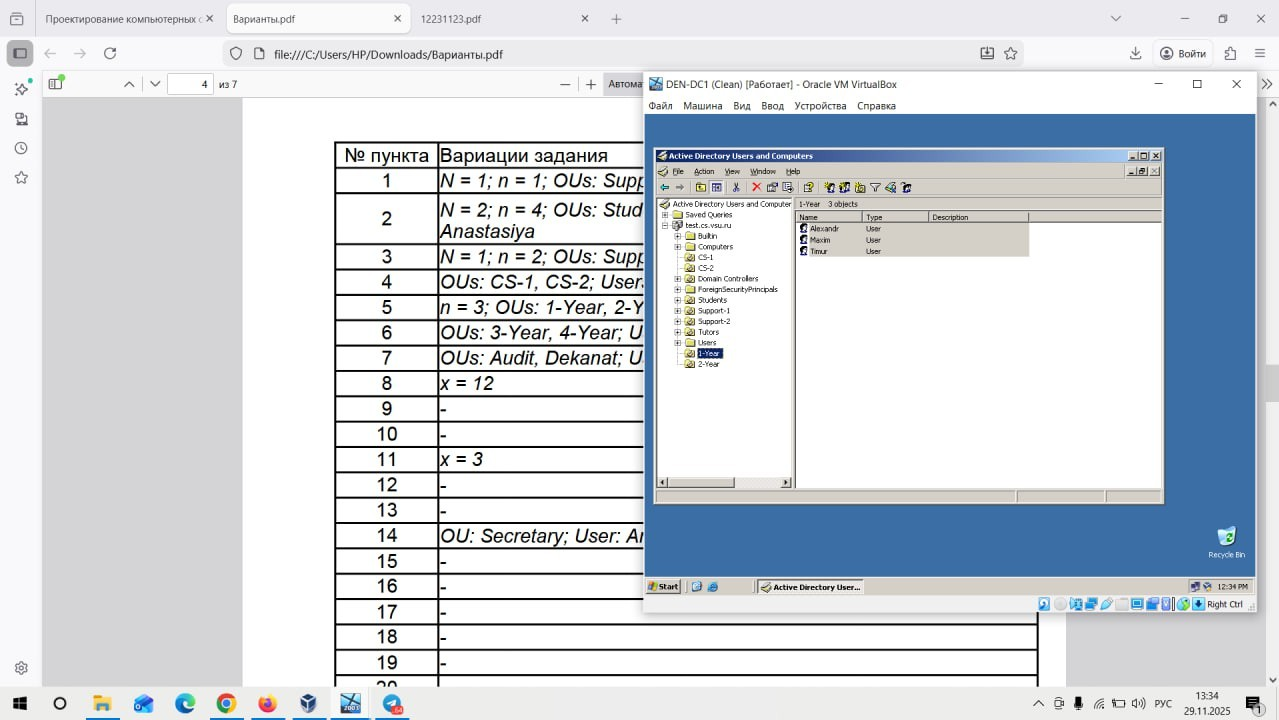 Проектирование компьютерных с
Варианты.pdf
12231123.pdf
file:///C:/Users/HP/Downloads/Варианты.pdf
Войти
4 из 7
Автома
№ пункта Вариации задания
1 N = 1; n = 1; OUs: Supp
2 N = 2; n = 4; OUs: Stud
Anastasiya
3 N = 1; n = 2; OUs: Supp
4 OUs: CS-1, CS-2; Users
5 n = 3; OUs: 1-Year, 2-Y
6 OUs: 3-Year, 4-Year; U
7 OUs: Audit, Dekanat; U
8 x = 12
9 -
10 -
11 x = 3
12 -
13 -
14 OU: Secretary; User: An
15 -
16 -
17 -
18 -
19 -
20 -
DEN-DC1 (Clean) [Работает] - Oracle VM VirtualBox
Файл Машина Вид Ввод Устройства Справка
Active Directory Users and Computers
File Action View Window Help
Active Directory Users and Computer
Saved Queries
test.cs.vsu.ru
Builtin
Computers
CS-1
CS-2
Domain Controllers
ForeignSecurityPrincipals
Students
Support-1
Support-2
Tutors
Users
1-Year
2-Year
1-Year 3 objects
Name Type Description
Alexandr User
Maxim User
Timur User
Recycle Bin
Start
Active Directory User...
12:34 PM
Right Ctrl
РУС
13:34
29.11.2025